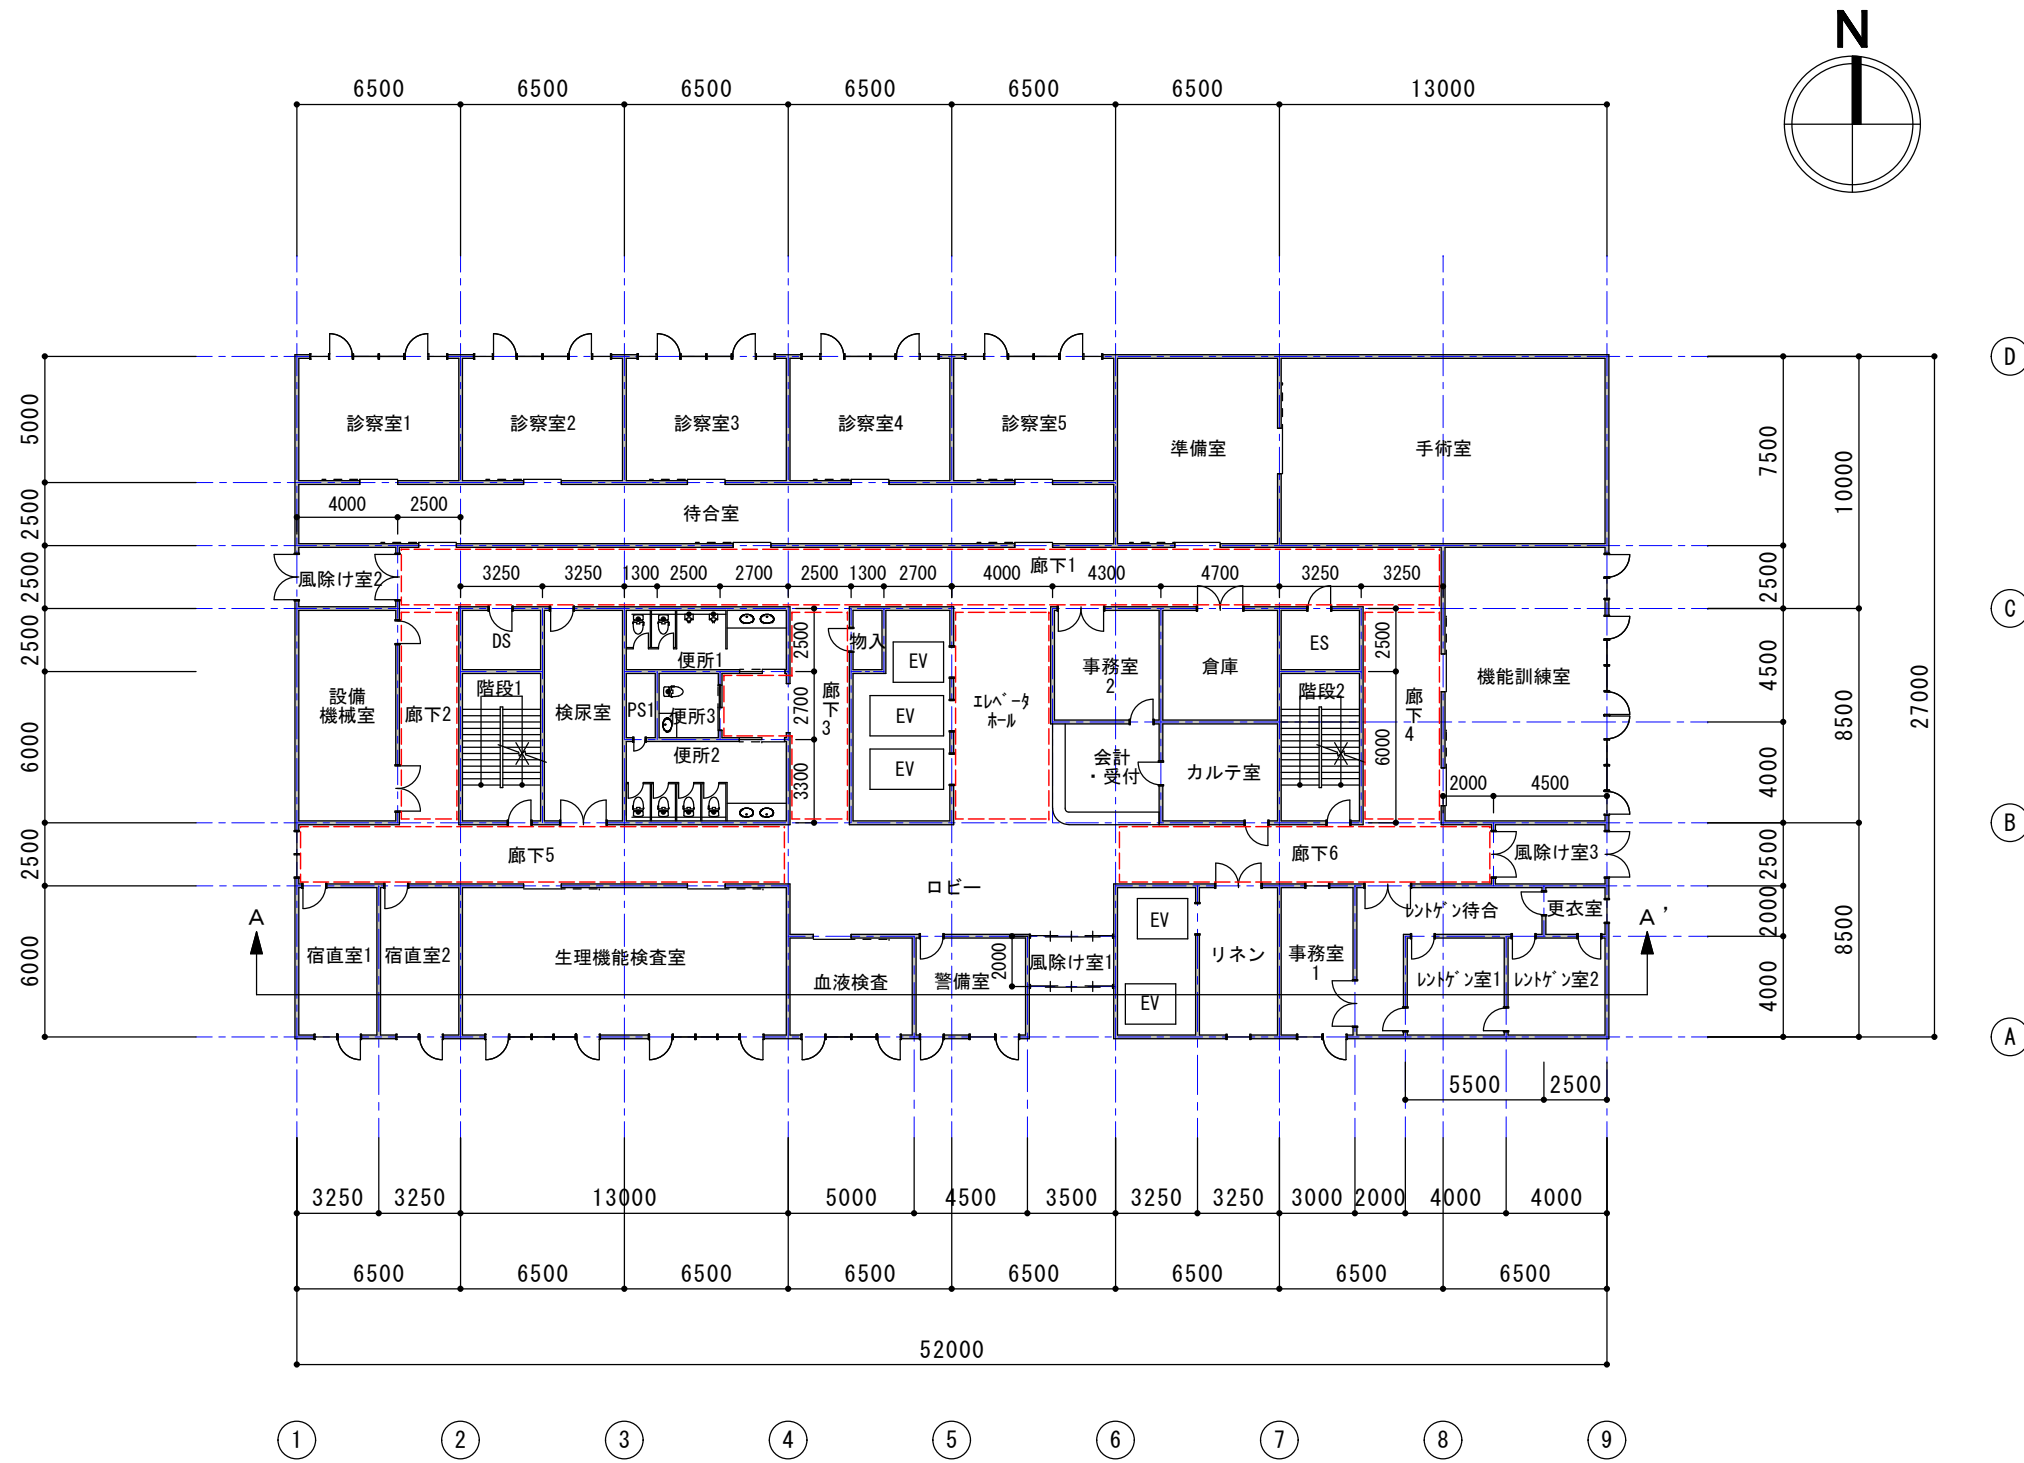 N
6500 6500 6500 6500 6500 6500 13000
D
診察室1 診察室2 診察室3 診察室4 診察室5
準備室 手術室
5000
7500
10000
4000 2500
待合室
2500
廊下1
風除け室2
2500
3250 3250 1300 2500 2700 2500 1300 2700 4000 4300 4700 3250 3250
2500
C
DS
便所1
2500
物入
EV
事務室
2
倉庫
ES
2500
機能訓練室
2500
4500
27000
設備
機械室
廊下2
階段1
検尿室
PS1
便所3
2700
廊下3
EV
エレベータ
ホール
階段2
廊下4
8500
6000
便所2
3300
EV
会計
・受付
カルテ室
6000
2000 4500
4000
B
廊下5
廊下6
風除け室3
2500
2500
ロビー
A
EV
レントゲン待合
更衣室
A'
2000
8500
宿直室1
宿直室2
生理機能検査室
血液検査
警備室
2000
風除け室1
リネン
事務室
1
レントゲン室1
レントゲン室2
6000
EV
4000
A
5500 2500
3250 3250 13000 5000 4500 3500 3250 3250 3000 2000 4000 4000
6500 6500 6500 6500 6500 6500 6500 6500
52000
1 2 3 4 5 6 7 8 9